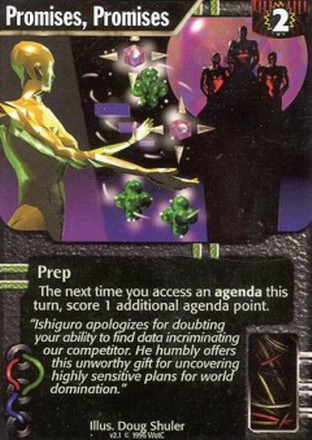 Promises, Promises
2
Prep
The next time you access an agenda this
turn, score 1 additional agenda point.
"Ishiguro apologizes for doubting
your ability to find data incriminating
our competitor. He humbly offers
this unworthy gift for uncovering
highly sensitive plans for world
domination."
Illus. Doug Shuler
v2.1 © 1996 WotC